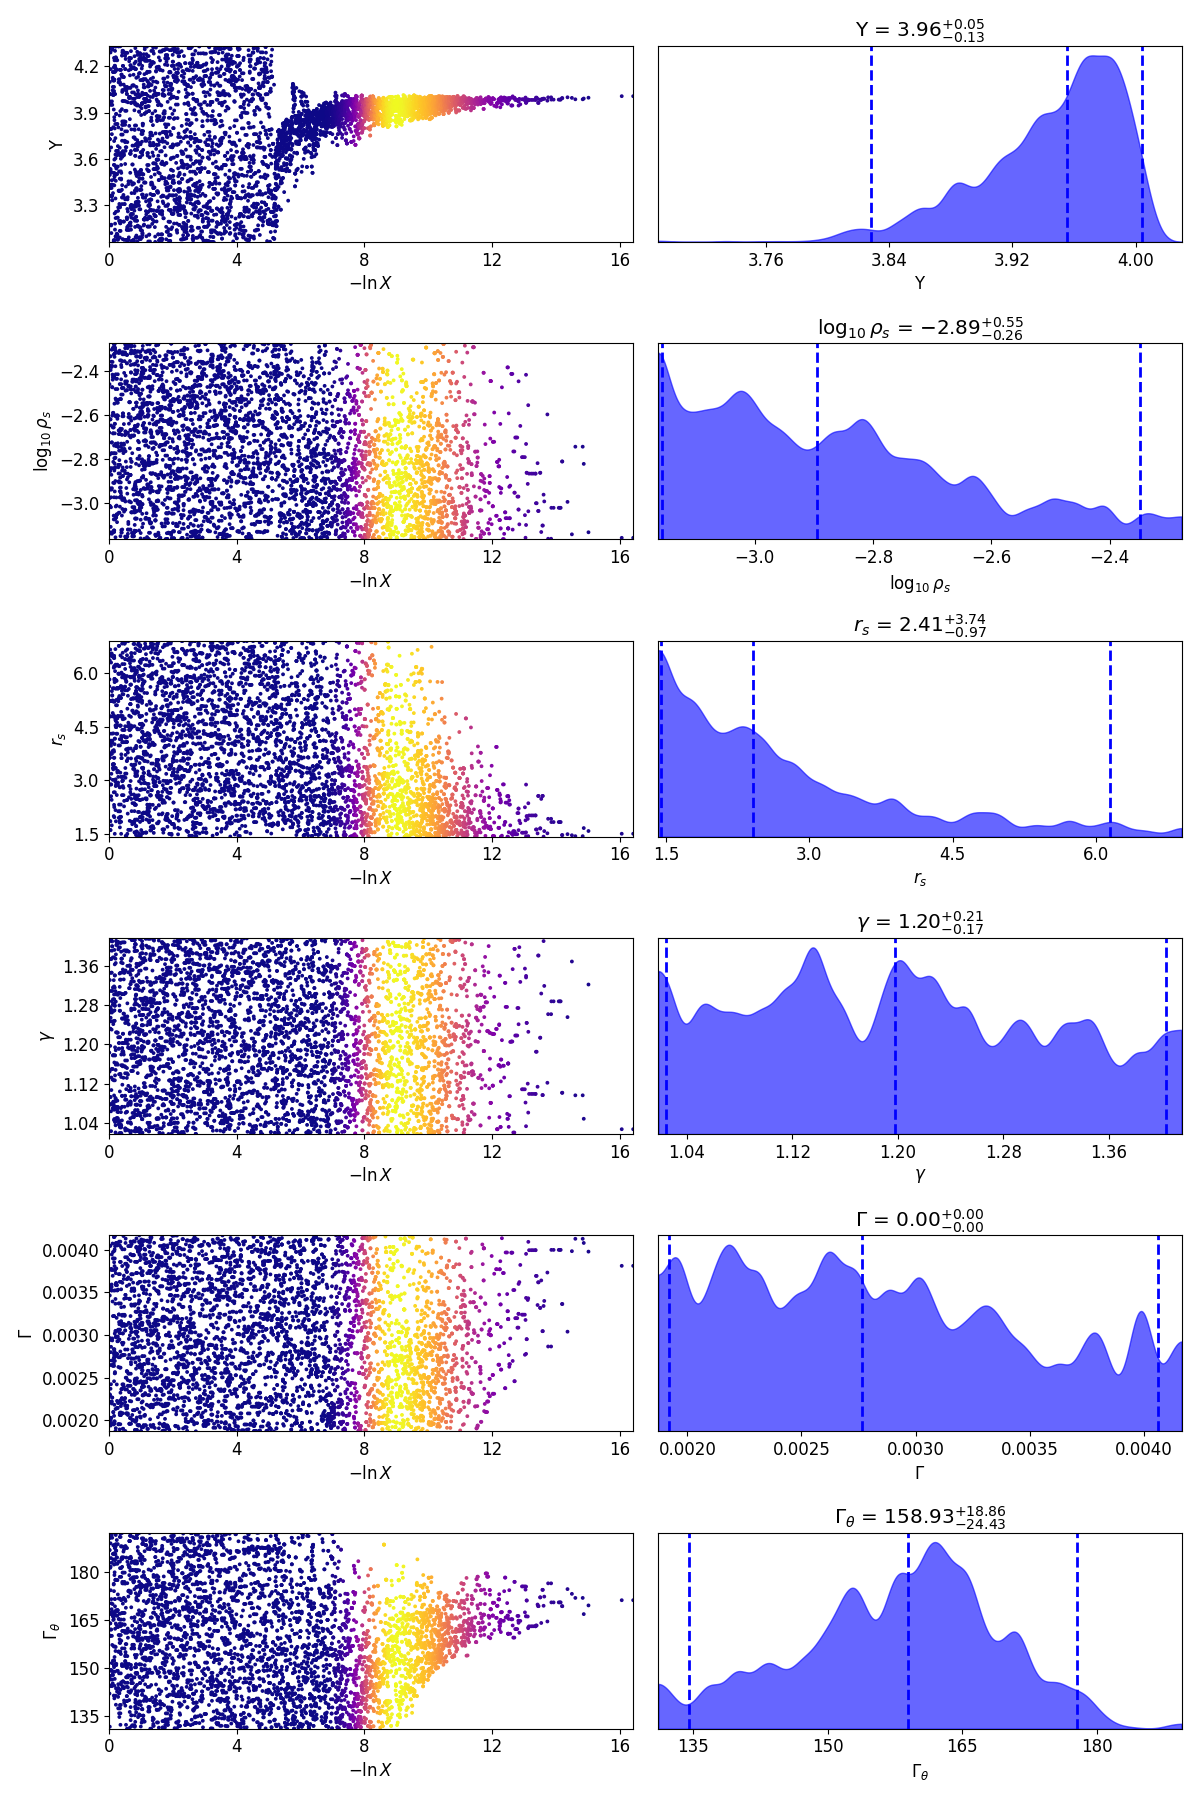 Υ = 3.96^{+0.05}_{−0.13}
4.2
3.9
3.6
3.3
Υ
0 4 8 12 16
−ln X
3.76 3.84 3.92 4.00
Υ
log₁₀ ρₛ = −2.89^{+0.55}_{−0.26}
−2.4
−2.6
−2.8
−3.0
log₁₀ ρₛ
0 4 8 12 16
−ln X
−3.0 −2.8 −2.6 −2.4
log₁₀ ρₛ
rₛ = 2.41^{+3.74}_{−0.97}
6.0
4.5
3.0
1.5
rₛ
0 4 8 12 16
−ln X
1.5 3.0 4.5 6.0
rₛ
γ = 1.20^{+0.21}_{−0.17}
1.36
1.28
1.20
1.12
1.04
γ
0 4 8 12 16
−ln X
1.04 1.12 1.20 1.28 1.36
γ
Γ = 0.00^{+0.00}_{−0.00}
0.0040
0.0035
0.0030
0.0025
0.0020
Γ
0 4 8 12 16
−ln X
0.0020 0.0025 0.0030 0.0035 0.0040
Γ
Γ_θ = 158.93^{+18.86}_{−24.43}
180
165
150
135
Γ_θ
0 4 8 12 16
−ln X
135 150 165 180
Γ_θ